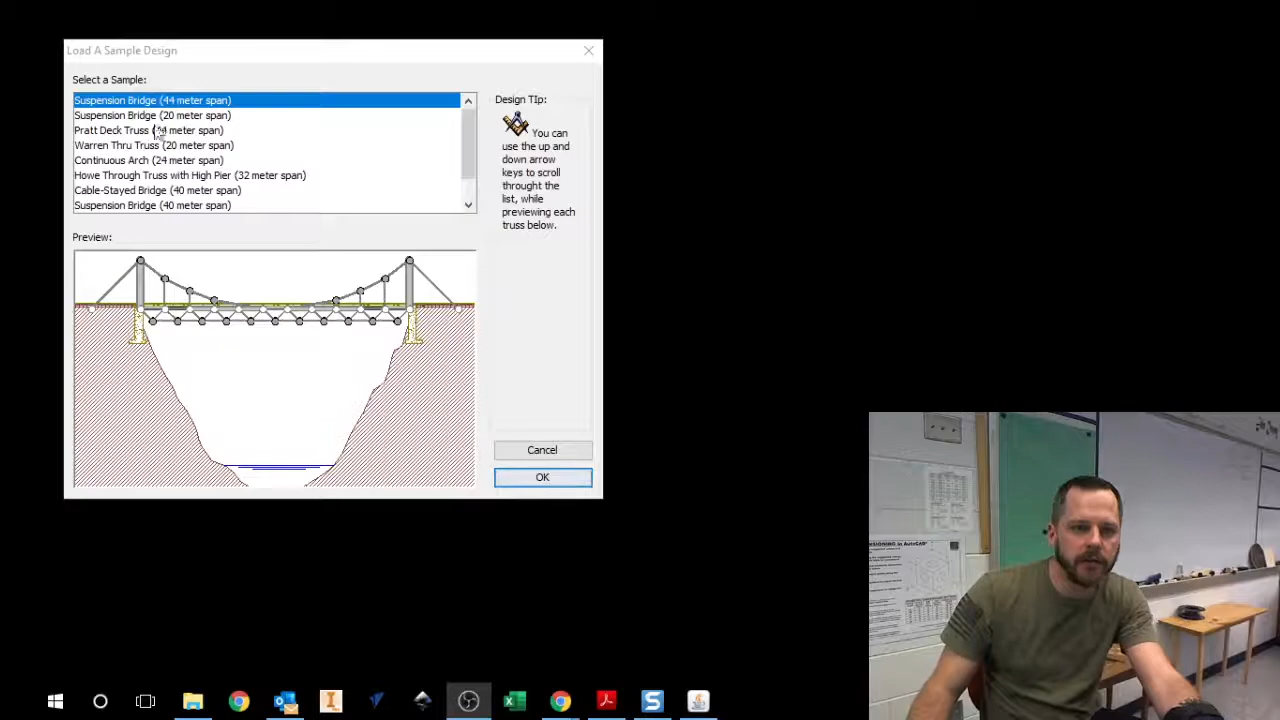 Load A Sample Design
Select a Sample:
Suspension Bridge (44 meter span)
Suspension Bridge (20 meter span)
Pratt Deck Truss (24 meter span)
Warren Thru Truss (20 meter span)
Continuous Arch (24 meter span)
Howe Through Truss with High Pier (32 meter span)
Cable-Stayed Bridge (40 meter span)
Suspension Bridge (40 meter span)
Design TIp:
You can
use the up and
down arrow
keys to scroll
throught the
list, while
previewing each
truss below.
Preview:
Cancel
OK